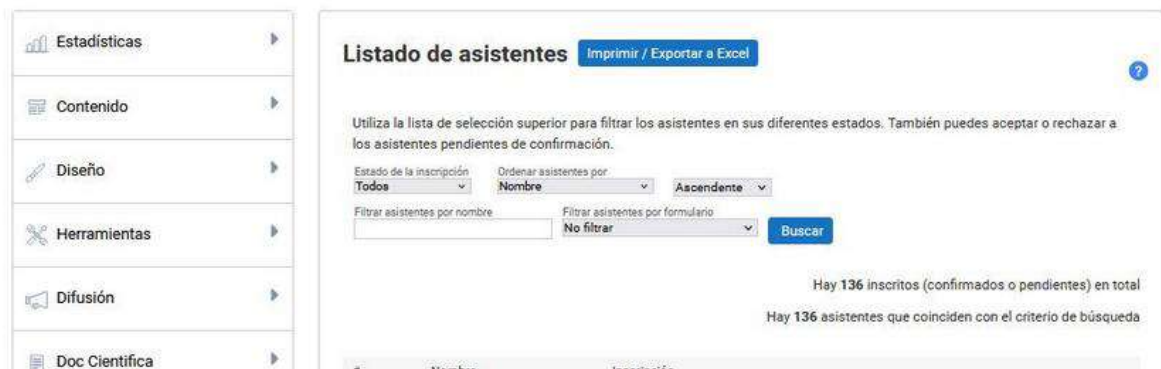 Estadísticas
Contenido
Diseño
Herramientas
Difusión
Doc Cientifica
Listado de asistentes
Imprimir / Exportar a Excel
?
Utiliza la lista de selección superior para filtrar los asistentes en sus diferentes estados. También puedes aceptar o rechazar a
los asistentes pendientes de confirmación.
Estado de la inscripción Ordenar asistentes por
Todos Nombre Ascendente
Filtrar asistentes por nombre Filtrar asistentes por formulario
No filtrar Buscar
Hay 136 inscritos (confirmados o pendientes) en total
Hay 136 asistentes que coinciden con el criterio de búsqueda
Nombre Inscripción